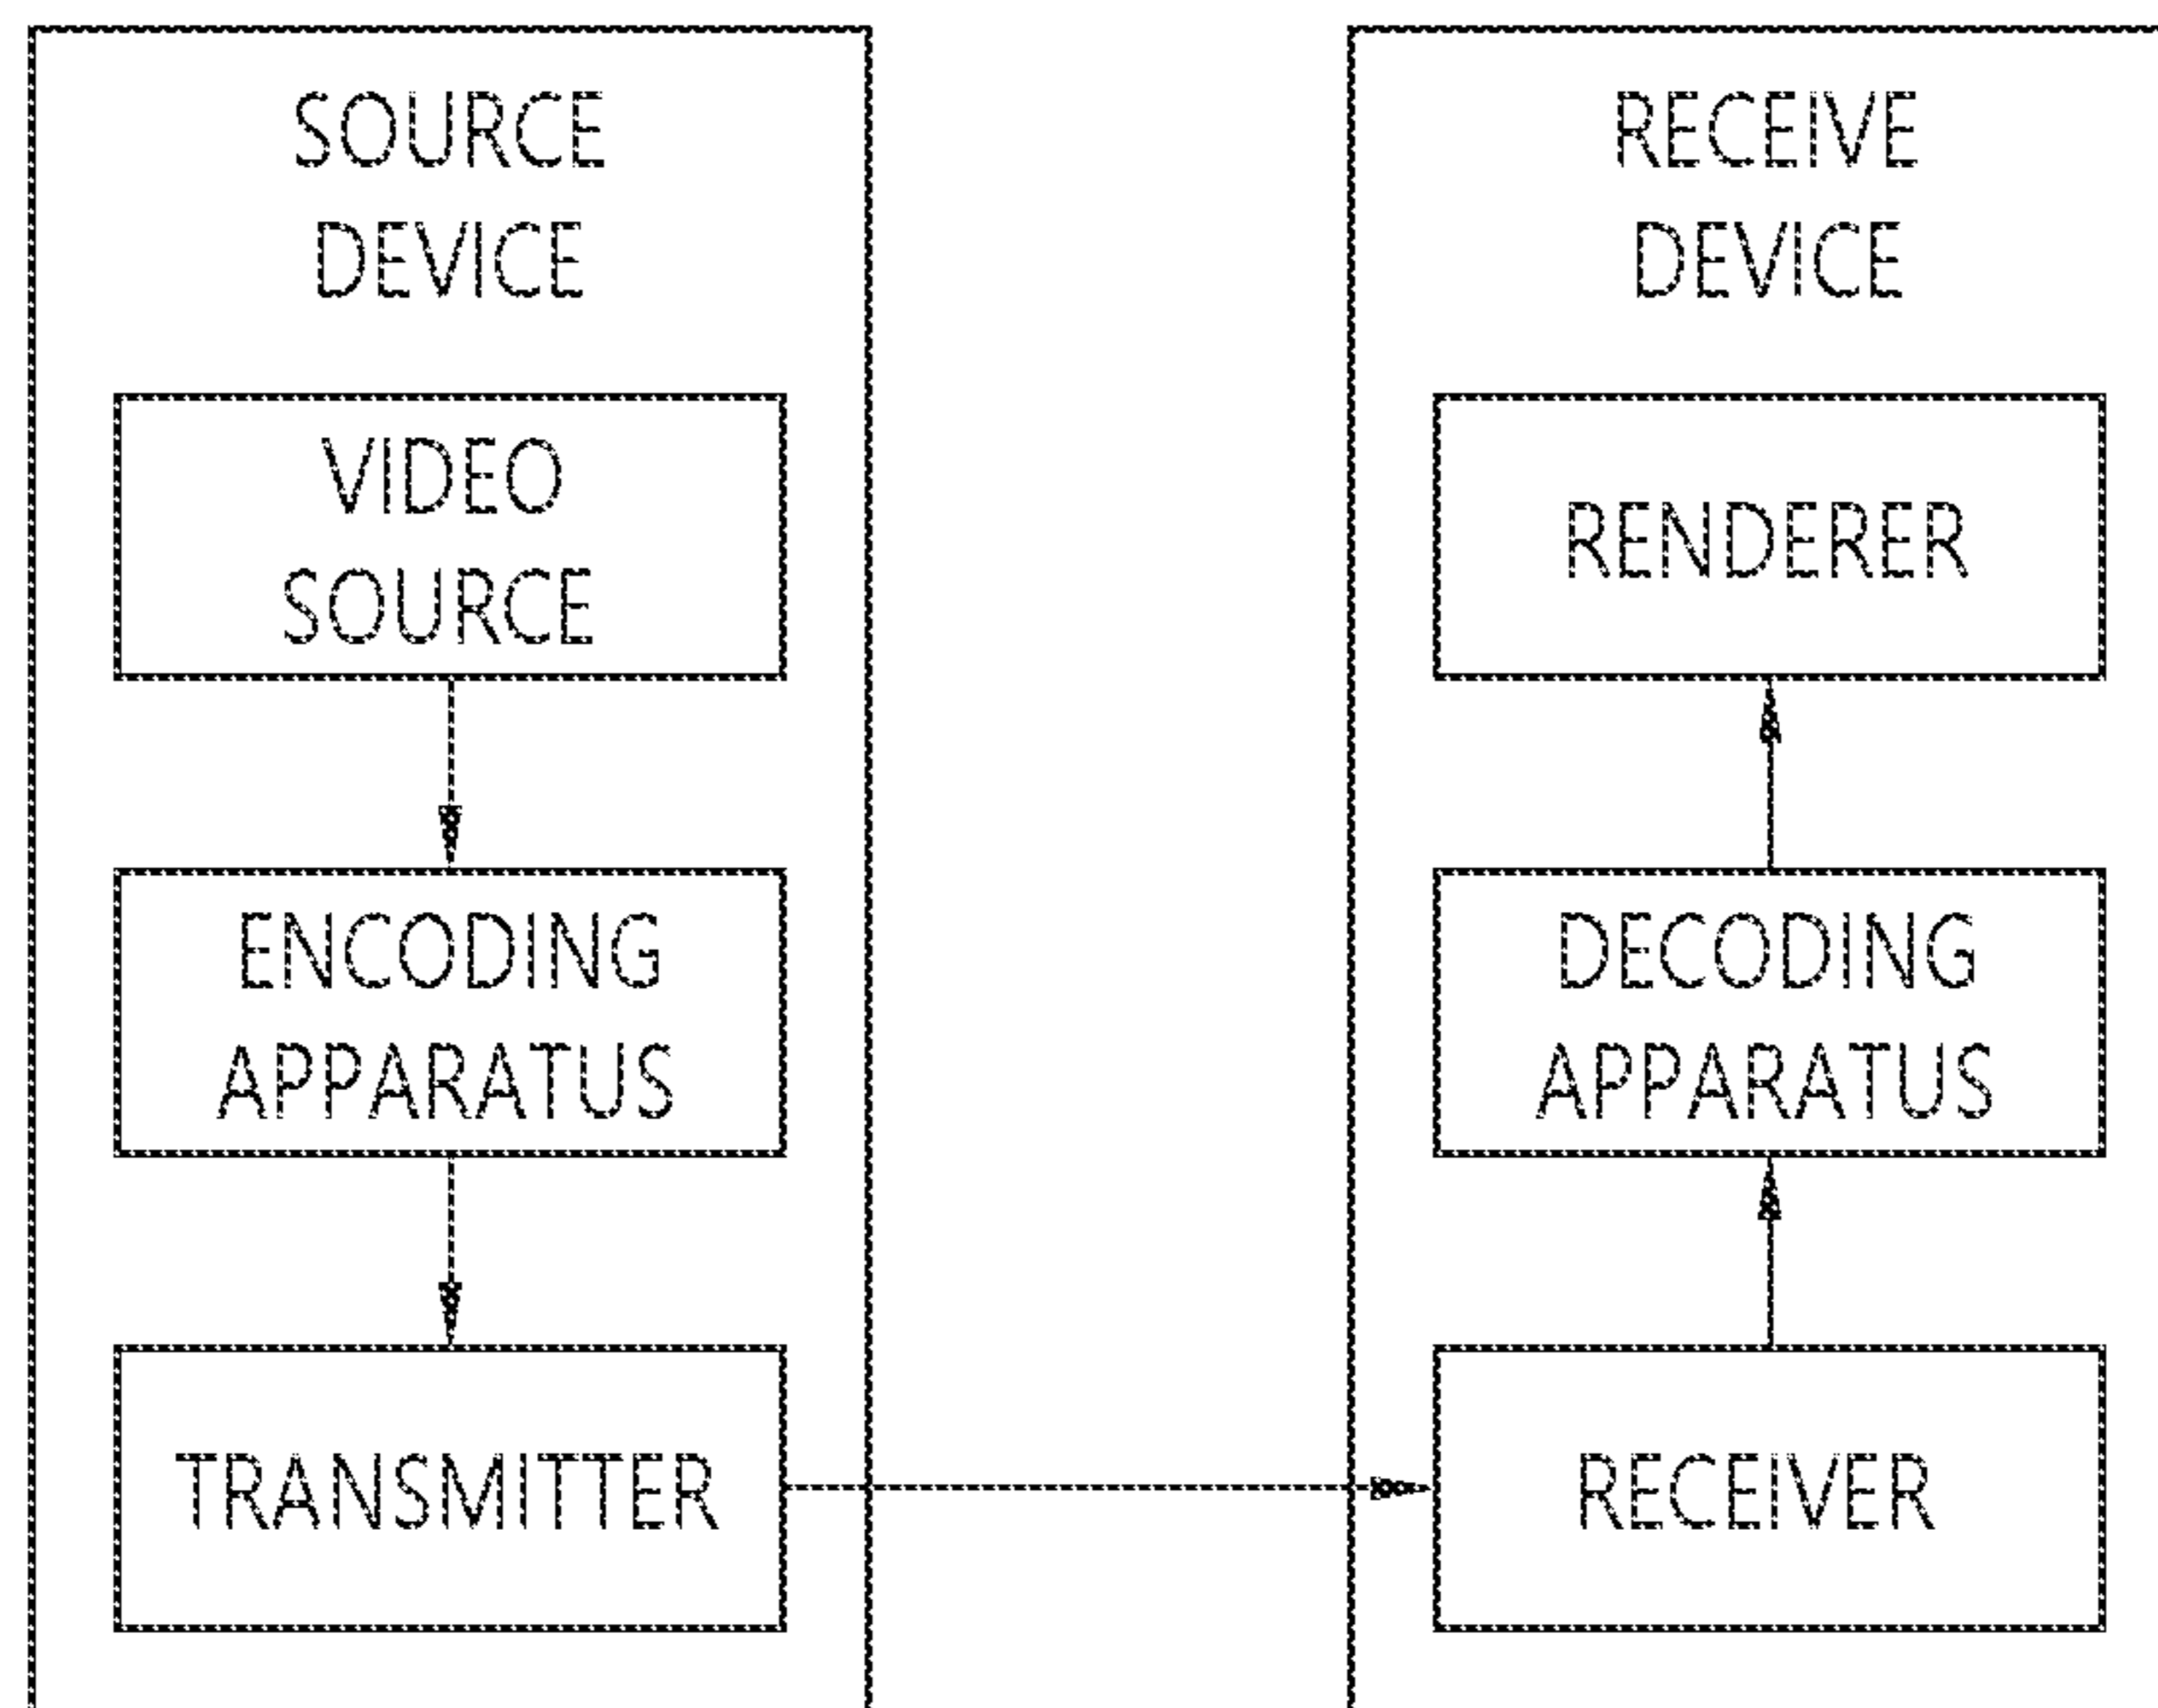 SOURCE
DEVICE
VIDEO
SOURCE
ENCODING
APPARATUS
TRANSMITTER
RECEIVE
DEVICE
RENDERER
DECODING
APPARATUS
RECEIVER